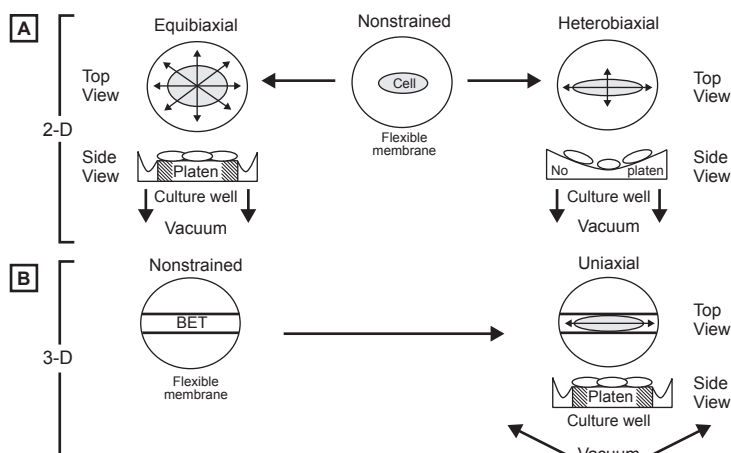 A
Equibiaxial
Nonstrained
Heterobiaxial
Top
View
Cell
Top
View
2-D
Flexible
membrane
Side
View
Platen
No platen
Side
View
Culture well
Culture well
Vacuum
Vacuum
B
Nonstrained
Uniaxial
BET
Top
View
3-D
Flexible
membrane
Side
View
Platen
Culture well
Vacuum